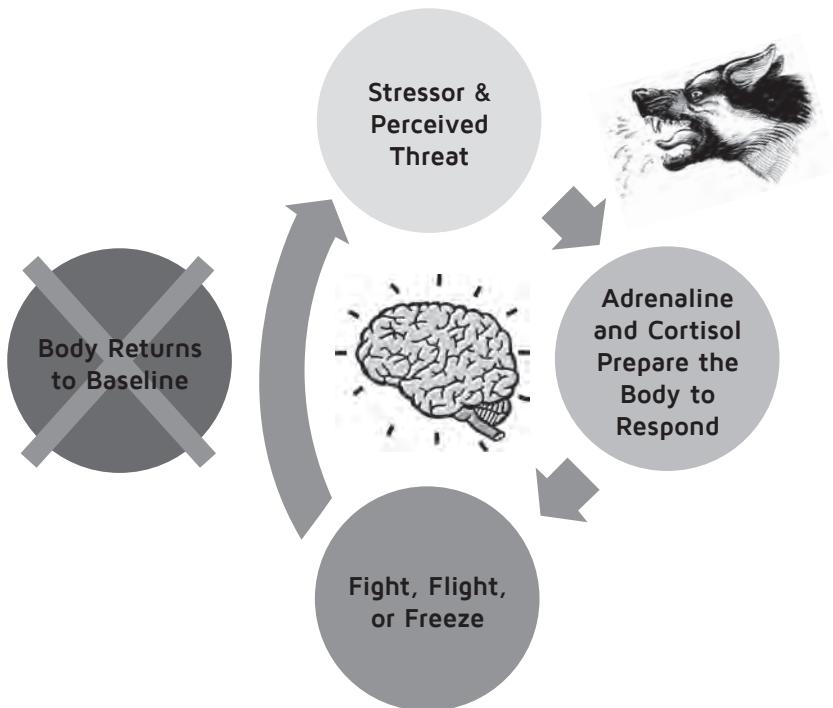 Stressor &
Perceived
Threat
Adrenaline
and Cortisol
Prepare the
Body to
Respond
Fight, Flight,
or Freeze
Body Returns
to Baseline